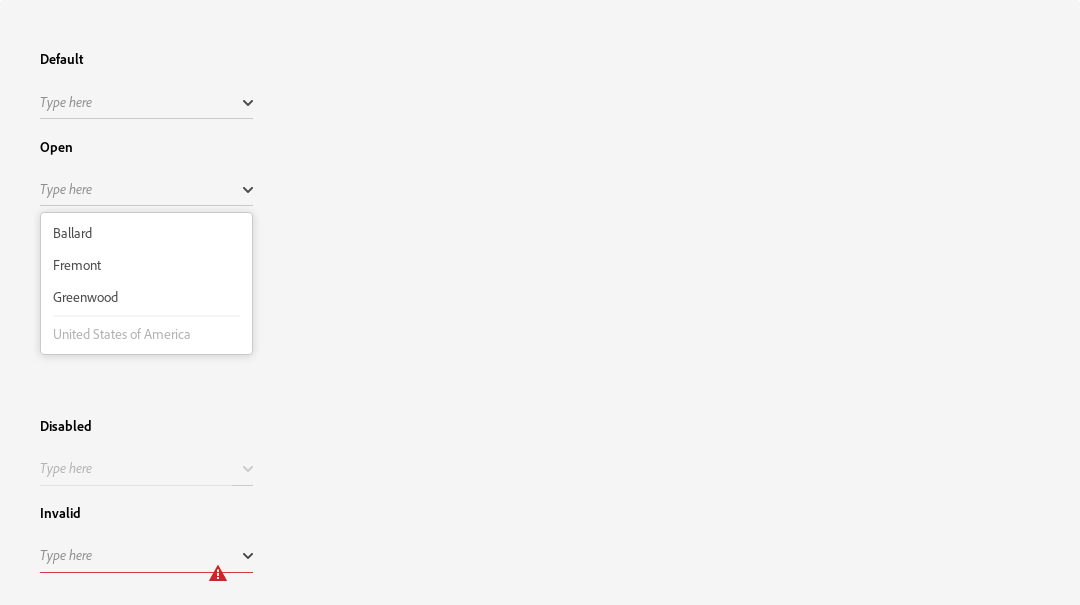 Default
Type here
Open
Type here
Ballard
Fremont
Greenwood
United States of America
Disabled
Type here
Invalid
Type here